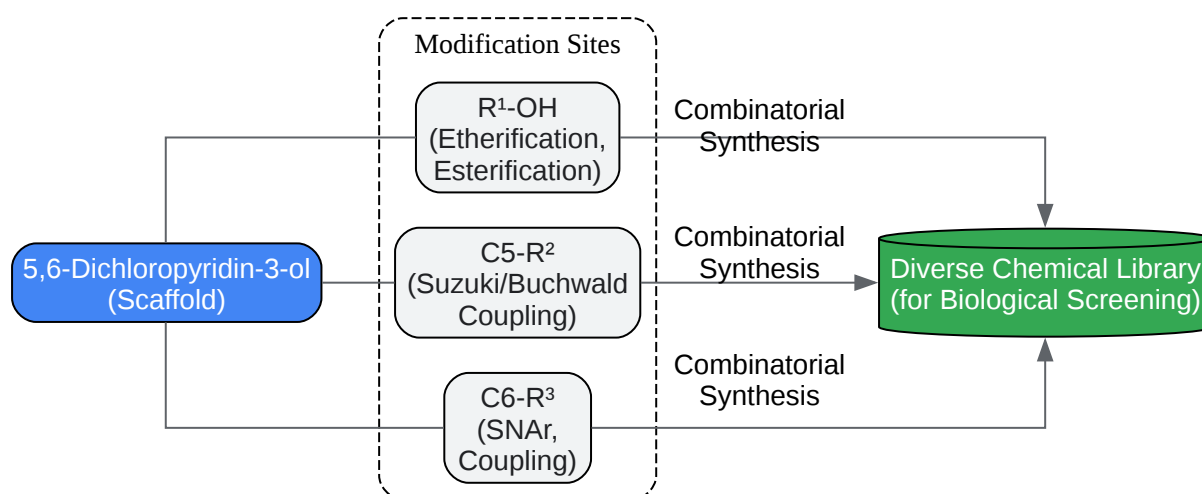 Modification Sites
R¹-OH
(Etherification,
Esterification)
Combinatorial
Synthesis
5,6-Dichloropyridin-3-ol
(Scaffold)
C5-R²
(Suzuki/Buchwald
Coupling)
Combinatorial
Synthesis
Diverse Chemical Library
(for Biological Screening)
C6-R³
(SNAr,
Coupling)
Combinatorial
Synthesis